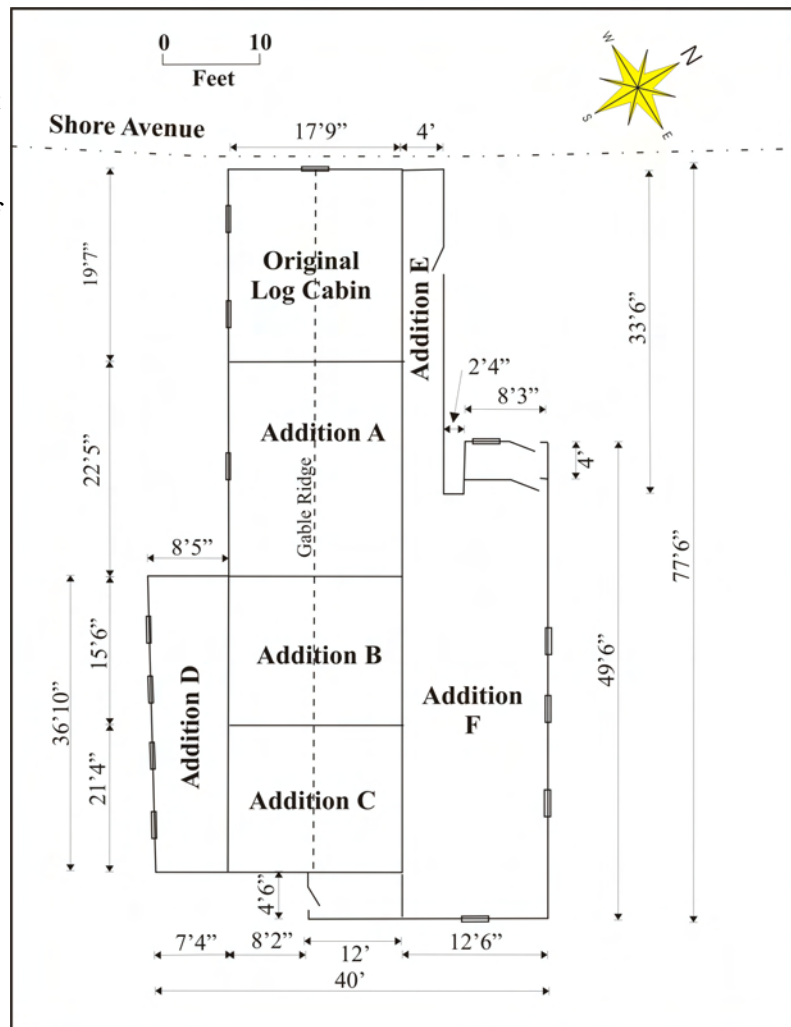 0 10
Feet
W N
S E
Shore Avenue
17’9”
4’
19’7”
Original
Log Cabin
Addition E
33’6”
2’4”
8’3”
22’5”
Addition A
4’
Gable Ridge
8’5”
77’6”
15’6”
Addition B
49’6”
36’10”
Addition D
Addition
F
21’4”
Addition C
4’6”
7’4”
8’2”
12’
12’6”
40’